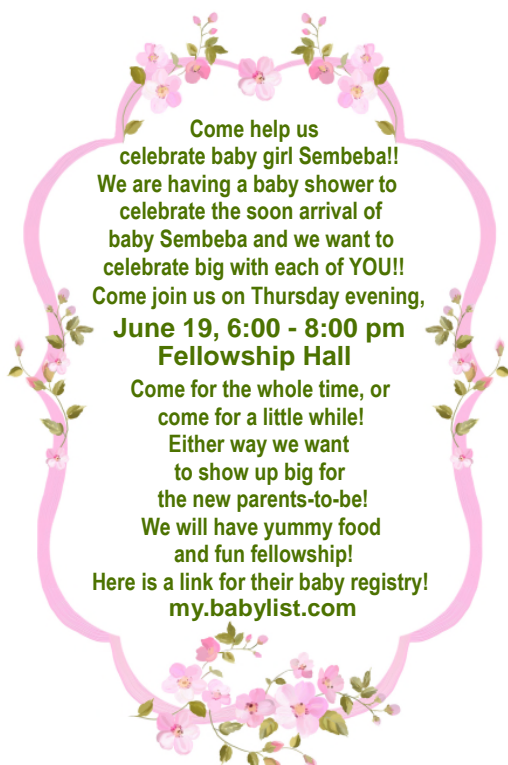 Come help us
celebrate baby girl Sembeba!!
We are having a baby shower to
celebrate the soon arrival of
baby Sembeba and we want to
celebrate big with each of YOU!!
Come join us on Thursday evening,
June 19, 6:00 - 8:00 pm
Fellowship Hall
Come for the whole time, or
come for a little while!
Either way we want
to show up big for
the new parents-to-be!
We will have yummy food
and fun fellowship!
Here is a link for their baby registry!
my.babylist.com